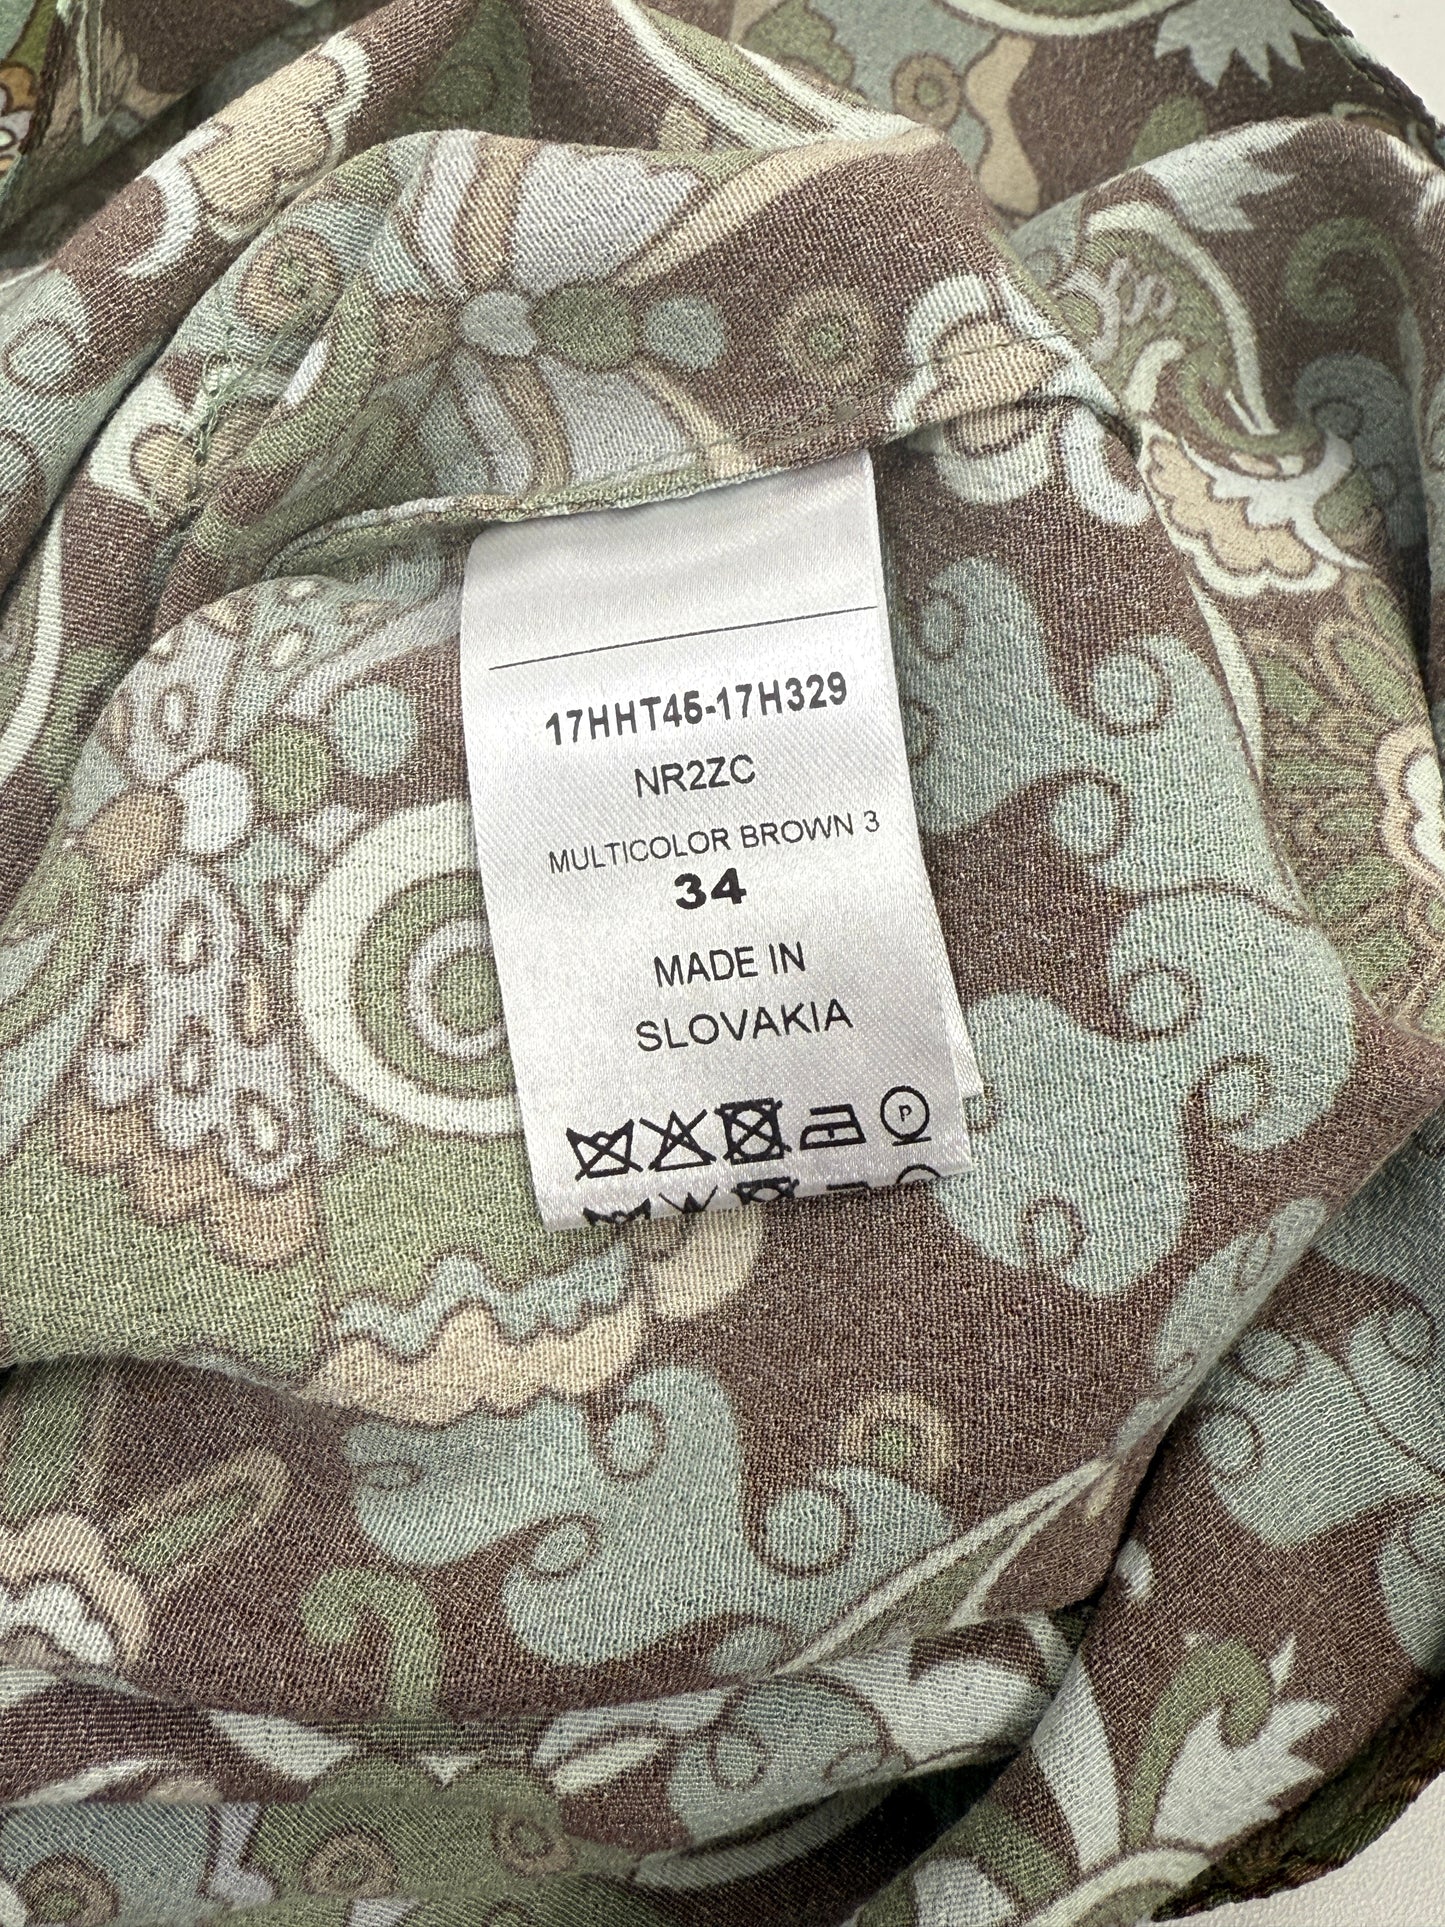 17HHT45-17H329
NR2ZC
MULTICOLOR BROWN 3
34
MADE IN
SLOVAKIA
P